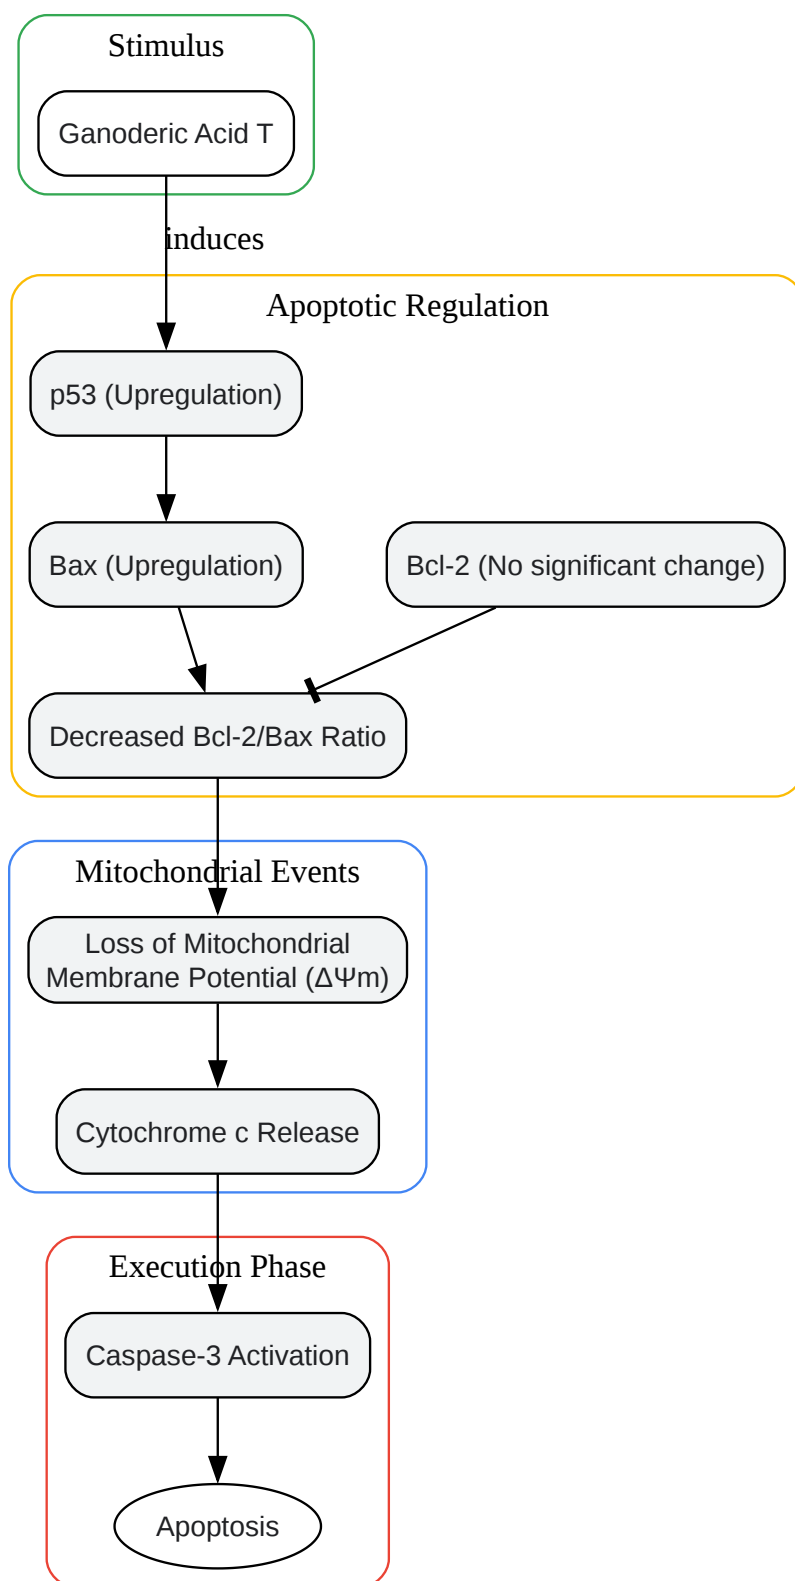 Stimulus
Ganoderic Acid T
induces
Apoptotic Regulation
p53 (Upregulation)
Bax (Upregulation)
Bcl-2 (No significant change)
Decreased Bcl-2/Bax Ratio
Mitochondrial Events
Loss of Mitochondrial
Membrane Potential (ΔΨm)
Cytochrome c Release
Execution Phase
Caspase-3 Activation
Apoptosis